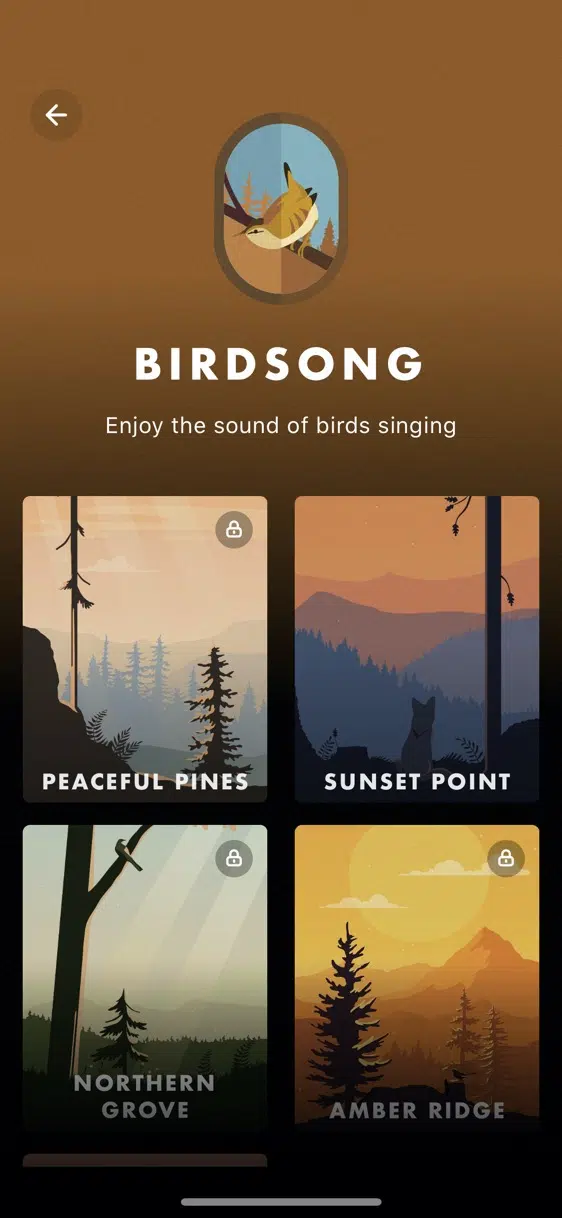 BIRDSONG
Enjoy the sound of birds singing
PEACEFUL PINES
SUNSET POINT
NORTHERN
GROVE
AMBER RIDGE